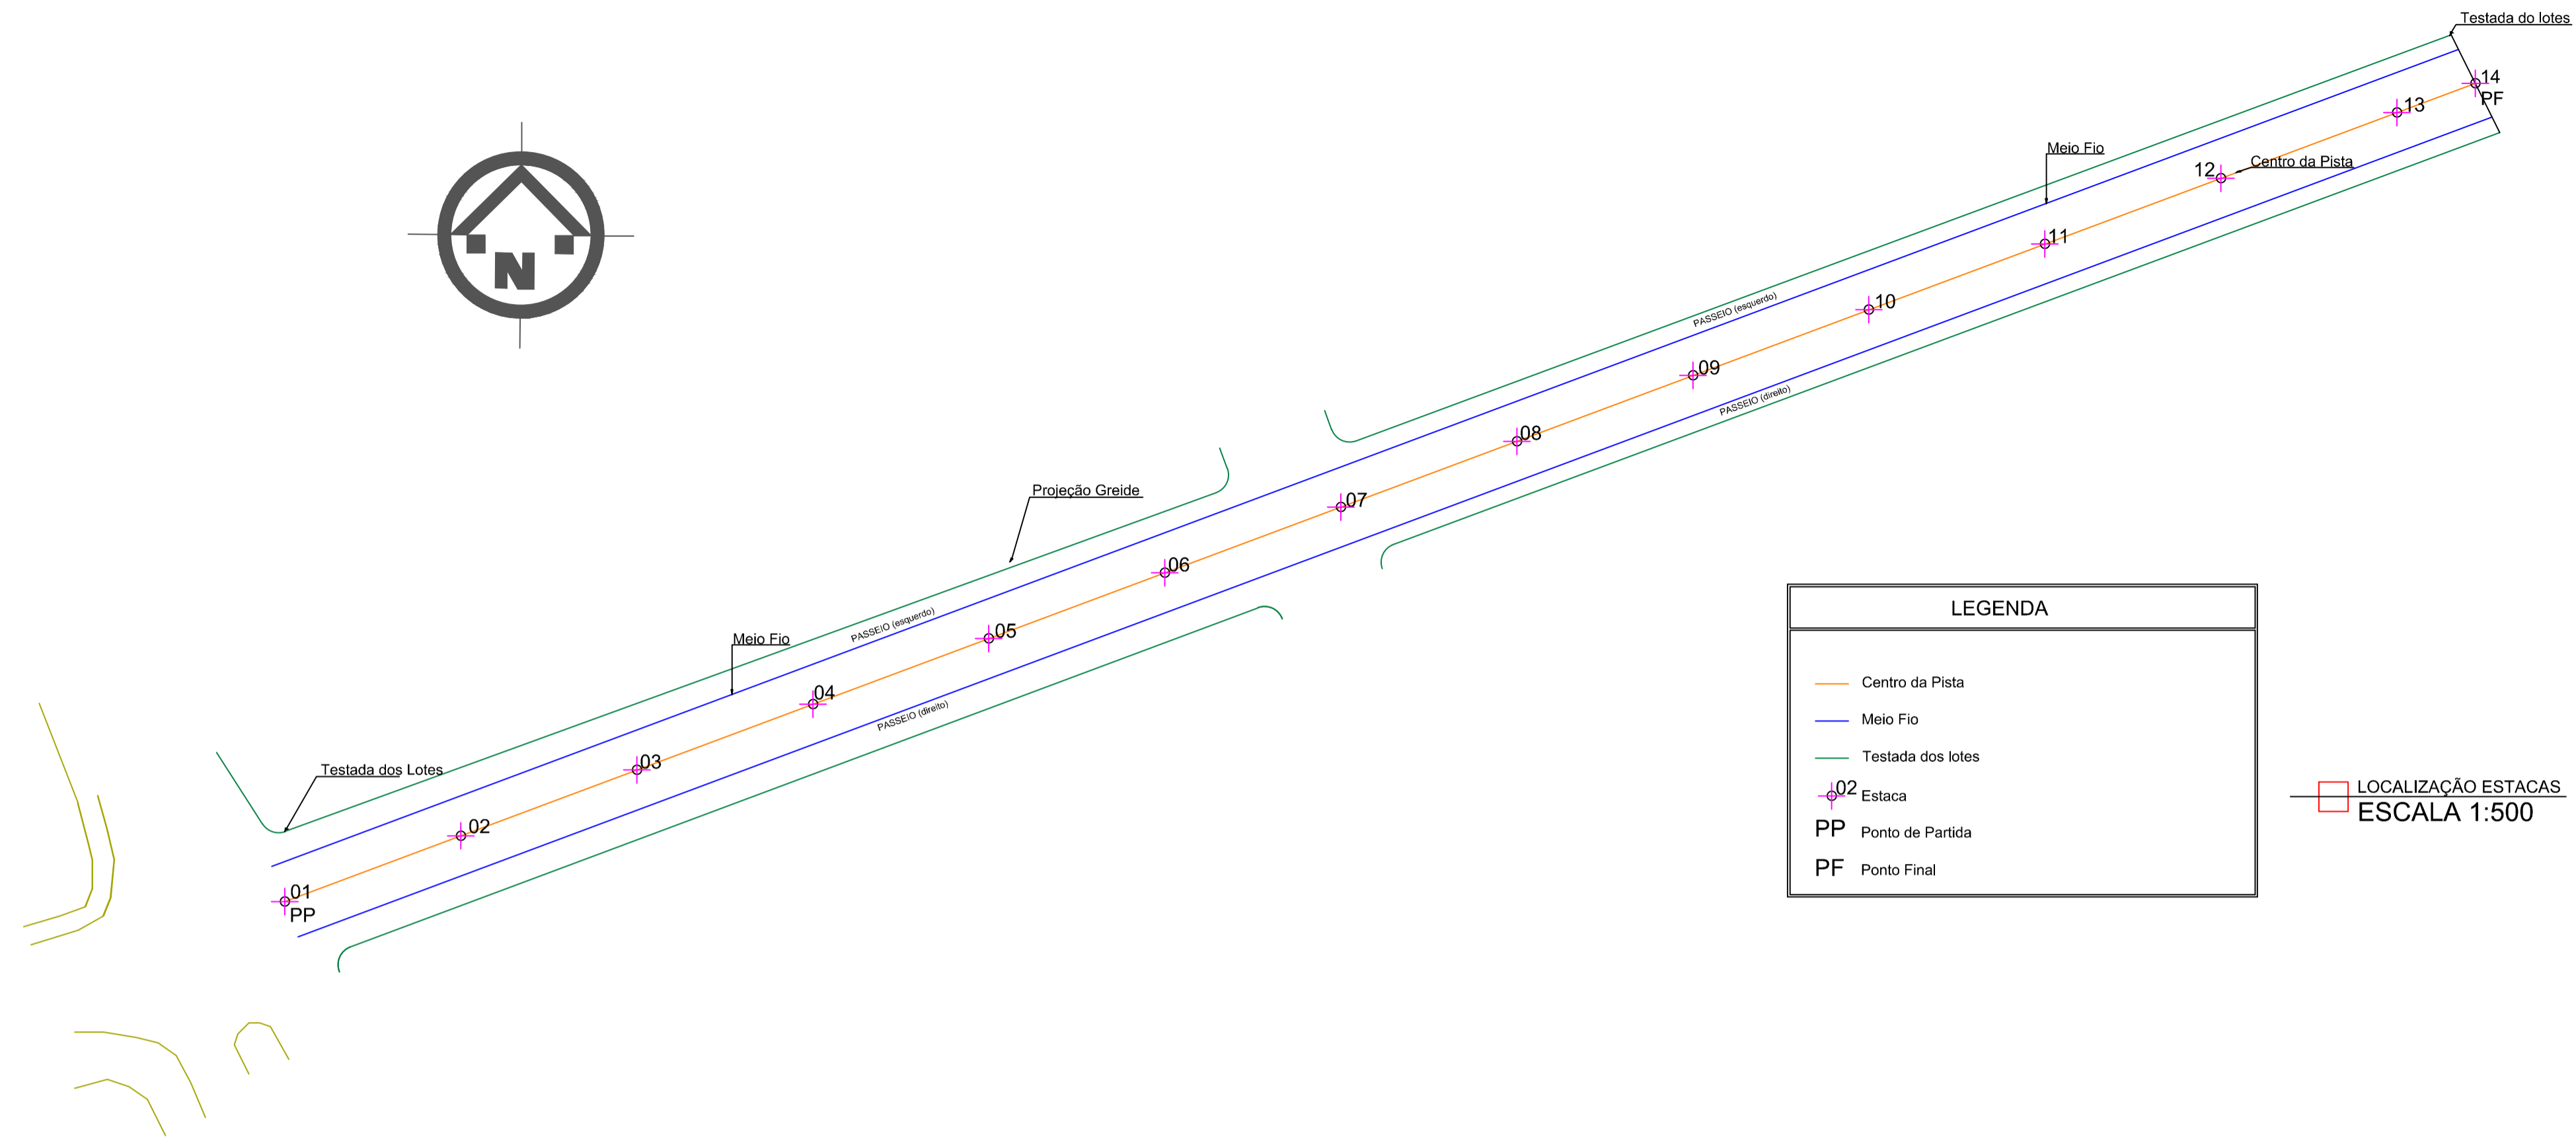 Testada do lotes
14
PF
13
Meio Fio
12
Centro da Pista
11
N
PASSEIO (esquerdo)
10
09
PASSEIO (direito)
08
Projeção Greide
07
06
PASSEIO (esquerdo)
Meio Fio
05
04
PASSEIO (direito)
03
Testada dos Lotes
02
01
PP
LEGENDA
Centro da Pista
Meio Fio
Testada dos lotes
02 Estaca
PP Ponto de Partida
PF Ponto Final
LOCALIZAÇÃO ESTACAS
ESCALA 1:500